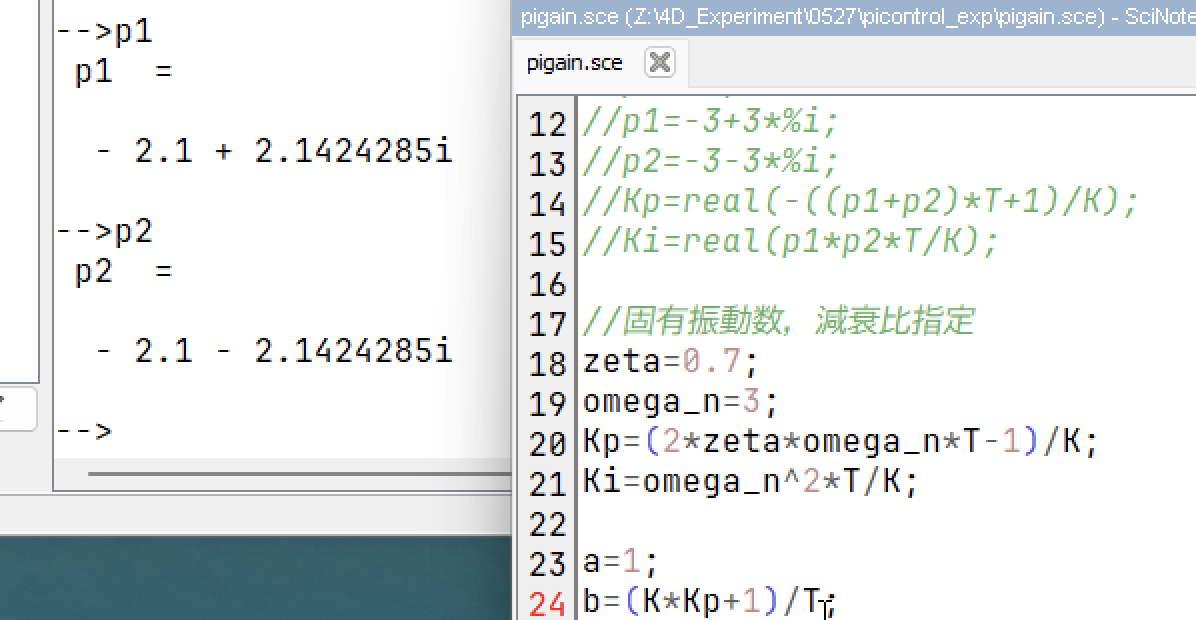 -->p1
p1 =
- 2.1 + 2.1424285i
-->p2
p2 =
- 2.1 - 2.1424285i
-->
pigain.sce (Z:\4D_Experiment\0527\picontrol_exp\pigain.sce) - SciNote
pigain.sce
12 //p1=-3+3*%i;
13 //p2=-3-3*%i;
14 //Kp=real(-((p1+p2)*T+1)/K);
15 //Ki=real(p1*p2*T/K);
16
17 //固有振動数，減衰比指定
18 zeta=0.7;
19 omega_n=3;
20 Kp=(2*zeta*omega_n*T-1)/K;
21 Ki=omega_n^2*T/K;
22
23 a=1;
24 b=(K*Kp+1)/T;